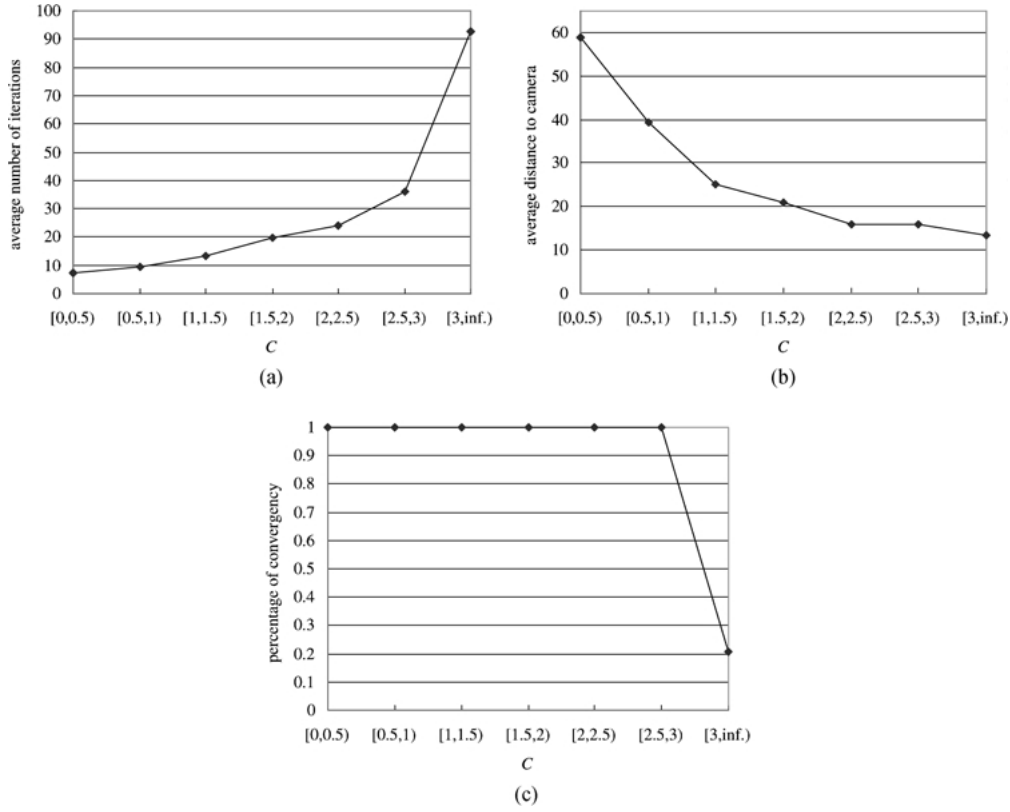 100
90
80
70
60
50
40
30
20
10
0
average number of iterations
[0,0.5) [0.5,1) [1,1.5) [1.5,2) [2,2.5) [2.5,3) [3,inf.)
C
(a)
60
50
40
30
20
10
0
average distance to camera
[0,0.5) [0.5,1) [1,1.5) [1.5,2) [2,2.5) [2.5,3) [3,inf.)
C
(b)
1
0.9
0.8
0.7
0.6
0.5
0.4
0.3
0.2
0.1
0
percentage of convergency
[0,0.5) [0.5,1) [1,1.5) [1.5,2) [2,2.5) [2.5,3) [3,inf.)
C
(c)